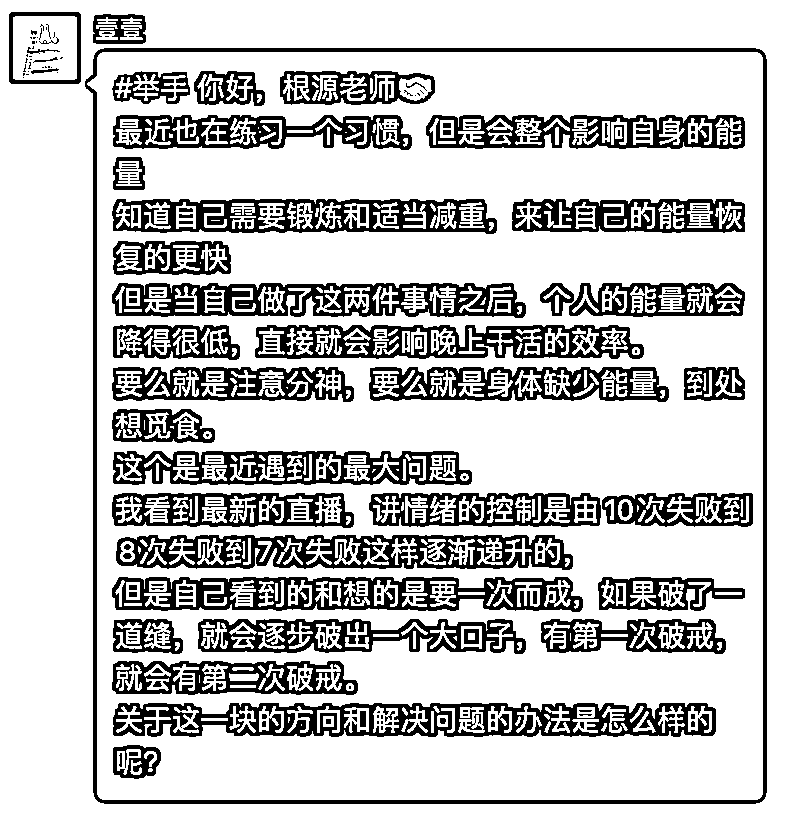 壹壹
#举手 你好，根源老师🤝
最近也在练习一个习惯，但是会整个影响自身的能
量
知道自己需要锻炼和适当减重，来让自己的能量恢
复的更快
但是当自己做了这两件事情之后，个人的能量就会
降得很低，直接就会影响晚上干活的效率。
要么就是注意分神，要么就是身体缺少能量，到处
想觅食。
这个是最近遇到的最大问题。
我看到最新的直播，讲情绪的控制是由10次失败到
8次失败到7次失败这样逐渐递升的，
但是自己看到的和想的是要一次而成，如果破了一
道缝，就会逐步破出一个大口子，有第一次破戒，
就会有第二次破戒。
关于这一块的方向和解决问题的办法是怎么样的
呢？